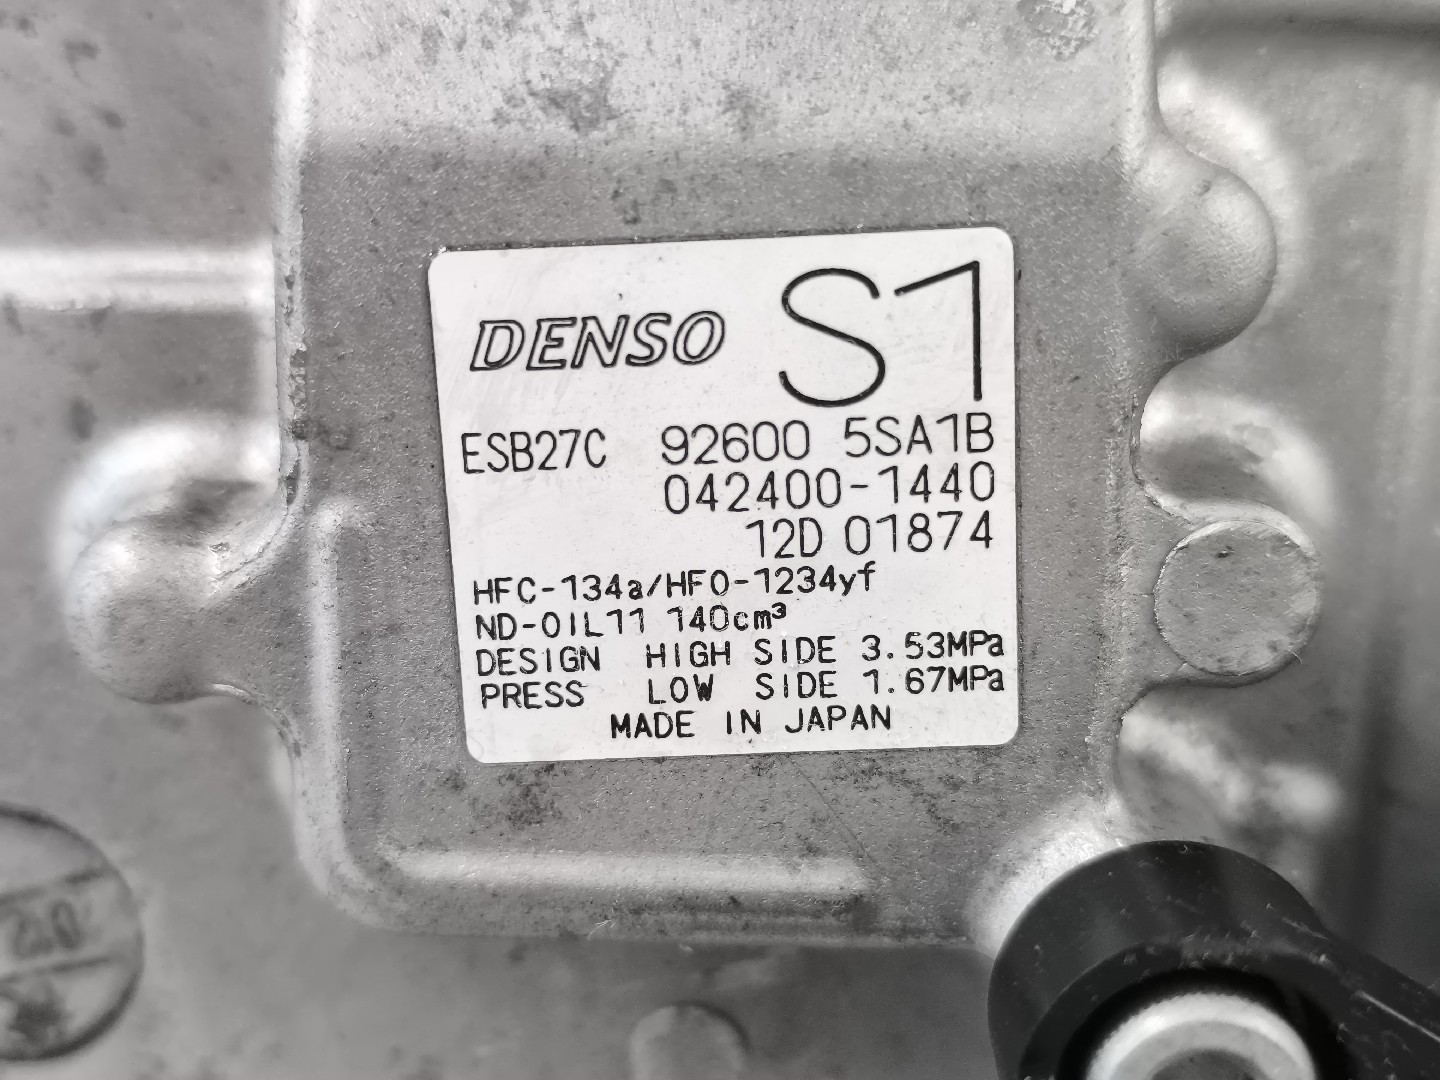 DENSO S1
ESB27C 92600 5SA1B
042400-1440
12D 01874
HFC-134a/HFO-1234yf
ND-OIL11 140cm³
DESIGN HIGH SIDE 3.53MPa
PRESS LOW SIDE 1.67MPa
MADE IN JAPAN